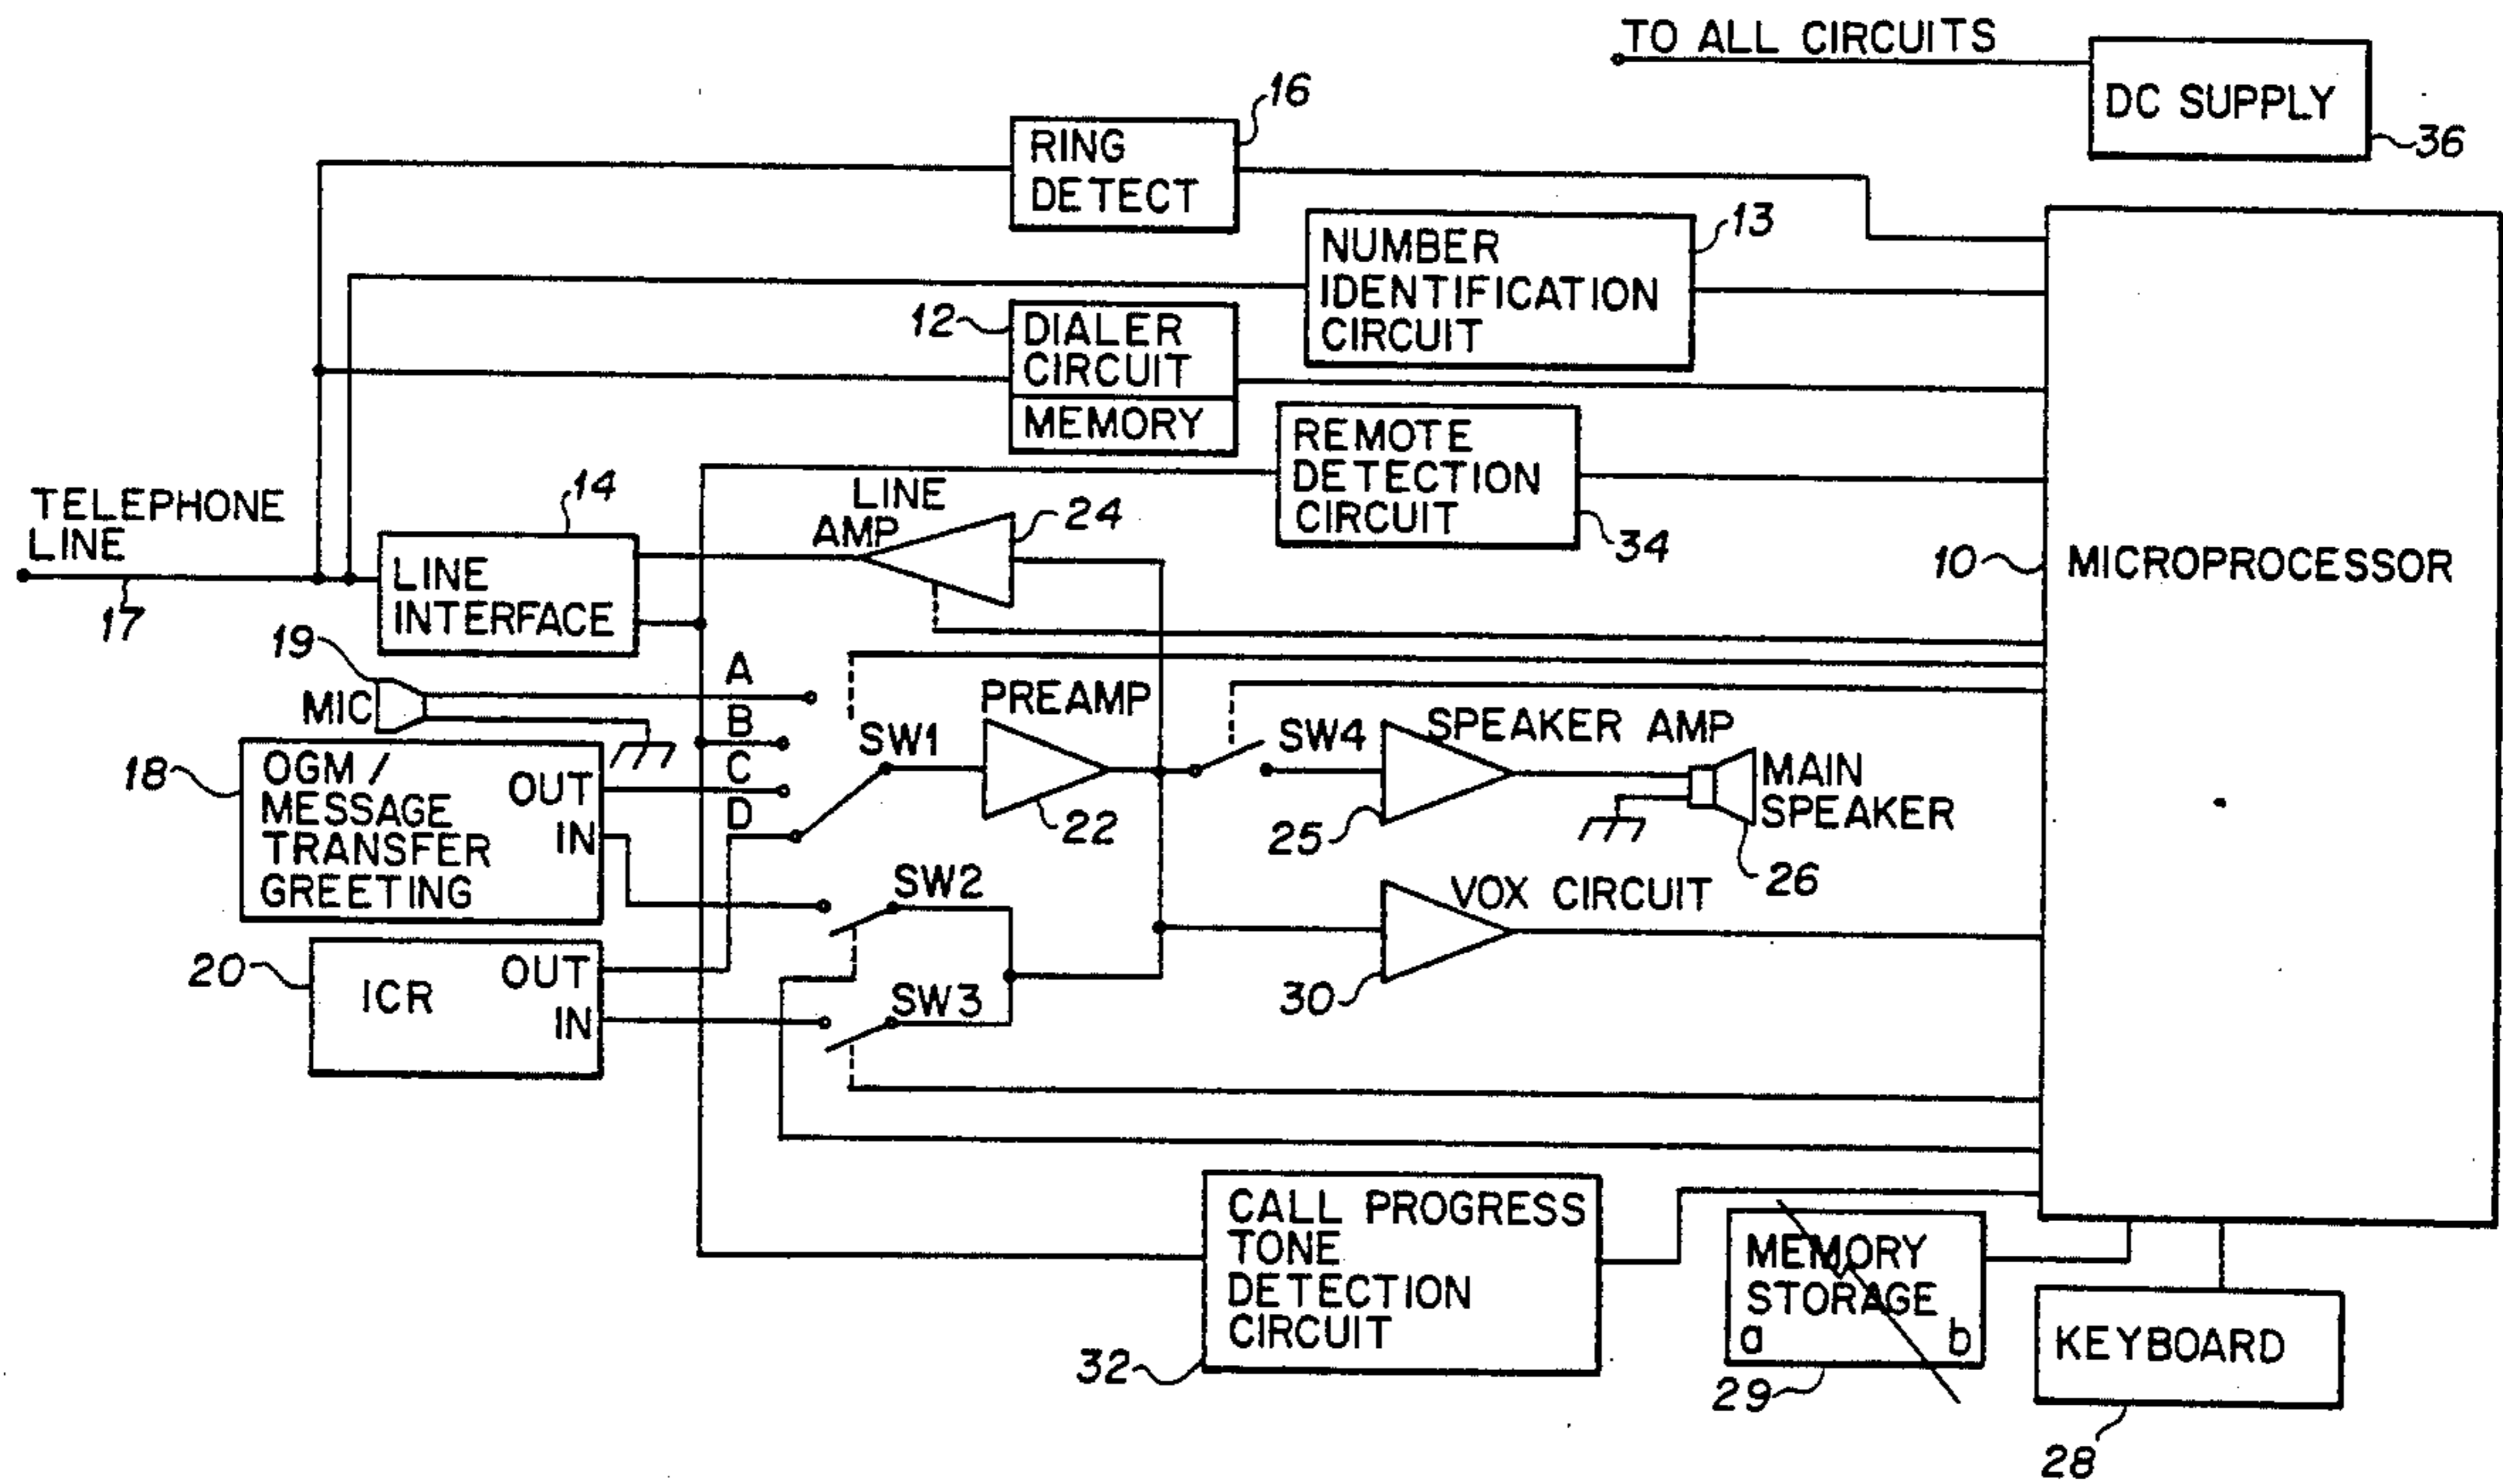 TO ALL CIRCUITS
DC SUPPLY
36
16
RING
DETECT
13
NUMBER
IDENTIFICATION
CIRCUIT
12
DIALER
CIRCUIT
MEMORY
REMOTE
DETECTION
CIRCUIT
34
TELEPHONE
LINE
17
14
LINE
INTERFACE
LINE
AMP
24
10
MICROPROCESSOR
19
MIC
A
B
C
D
SW1
PREAMP
22
SW4
SPEAKER AMP
25
MAIN
SPEAKER
26
18
OGM /
MESSAGE
TRANSFER
GREETING
OUT
IN
SW2
VOX CIRCUIT
30
20
ICR
OUT
IN
SW3
CALL PROGRESS
TONE
DETECTION
CIRCUIT
32
MEMORY
STORAGE
a b
29
KEYBOARD
28